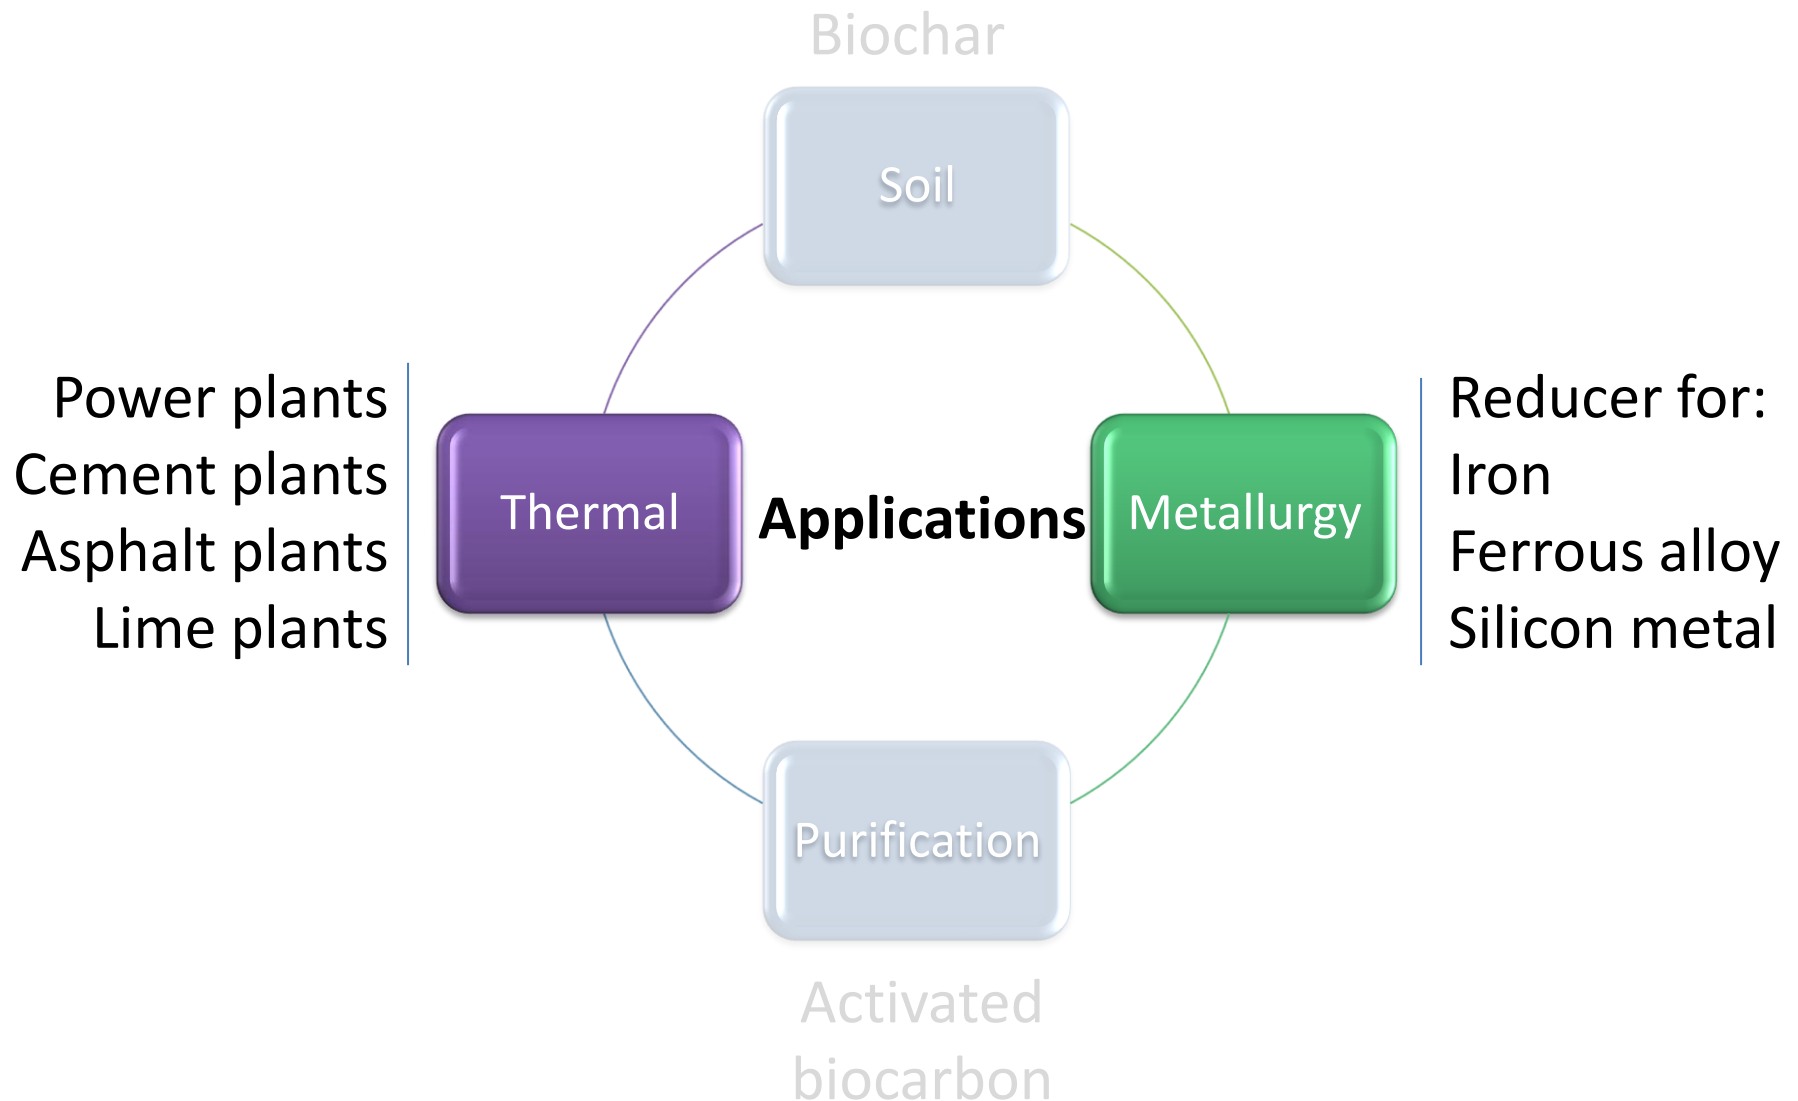 Biochar
Soil
Power plants
Cement plants
Asphalt plants
Lime plants
Thermal
Applications
Metallurgy
Reducer for:
Iron
Ferrous alloy
Silicon metal
Purification
Activated
biocarbon